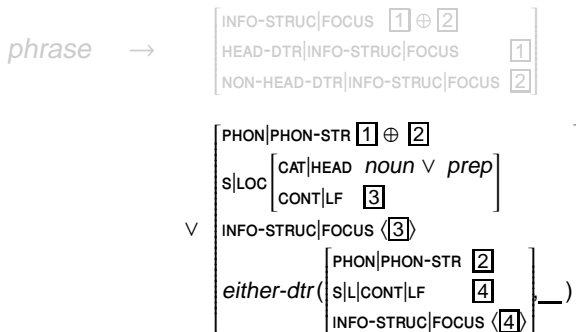 INFO-STRUC|FOCUS 1 ⊕ 2
phrase → HEAD-DTR|INFO-STRUC|FOCUS 1
NON-HEAD-DTR|INFO-STRUC|FOCUS 2
PHON|PHON-STR 1 ⊕ 2
S|LOC CAT|HEAD noun ∨ prep
CONT|LF 3
∨ INFO-STRUC|FOCUS ⟨3⟩
PHON|PHON-STR 2
either-dtr( S|L|CONT|LF 4 ,__ )
INFO-STRUC|FOCUS ⟨4⟩